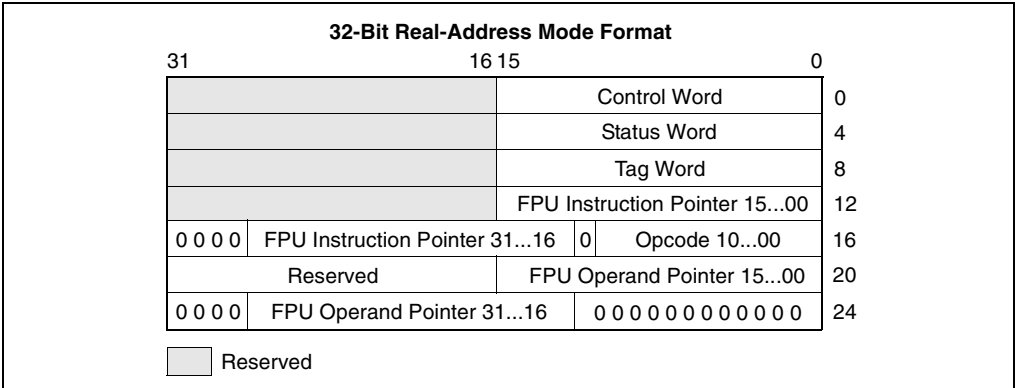 32-Bit Real-Address Mode Format
31 16 15 0
Control Word 0
Status Word 4
Tag Word 8
FPU Instruction Pointer 15...00 12
0 0 0 0 FPU Instruction Pointer 31...16 0 Opcode 10...00 16
Reserved FPU Operand Pointer 15...00 20
0 0 0 0 FPU Operand Pointer 31...16 0 0 0 0 0 0 0 0 0 0 0 0 24
Reserved